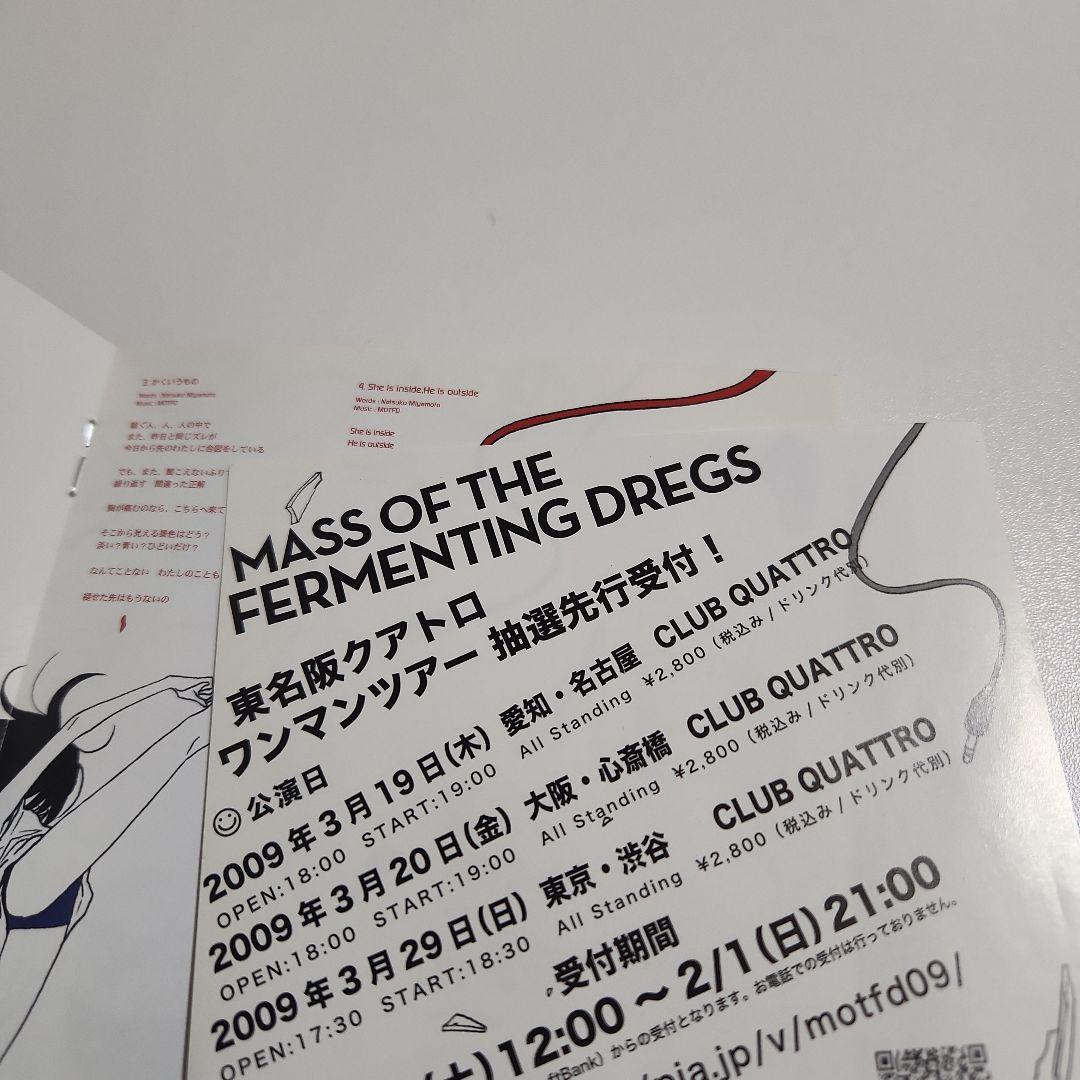 3. かくいうもの
Words : Natsuko Miyamoto
Music : MOTFD
騒ぐ人、人、人の中で
また、昨日と同じズレが
今日から先のわたしに合図をしている
でも、また、聞こえないふり
繰り返す 間違った正解
胸が痛むのなら、こちらへ来て
そこから見える景色はどう?
淡い?青い?ひどいだけ?
なんてことない わたしのことも
褪せた先はもうないの
4. She is inside,He is outside
Words : Natsuko Miyamoto
Music : MOTFD
She is inside
He is outside
MASS OF THE
FERMENTING DREGS
東名阪クアトロ
ワンマンツアー 抽選先行受付!
公演日
2009年3月19日(木) 愛知・名古屋 CLUB QUATTRO
OPEN:18:00 START:19:00 All Standing ¥2,800(税込み/ドリンク代別)
2009年3月20日(金) 大阪・心斎橋 CLUB QUATTRO
OPEN:18:00 START:19:00 All Standing ¥2,800(税込み/ドリンク代別)
2009年3月29日(日) 東京・渋谷 CLUB QUATTRO
OPEN:17:30 START:18:30 All Standing ¥2,800(税込み/ドリンク代別)
受付期間
(土)12:00～2/1(日)21:00
ftBank)からの受付となります。お電話での受付は行っておりません。
pia.jp/v/motfd09/